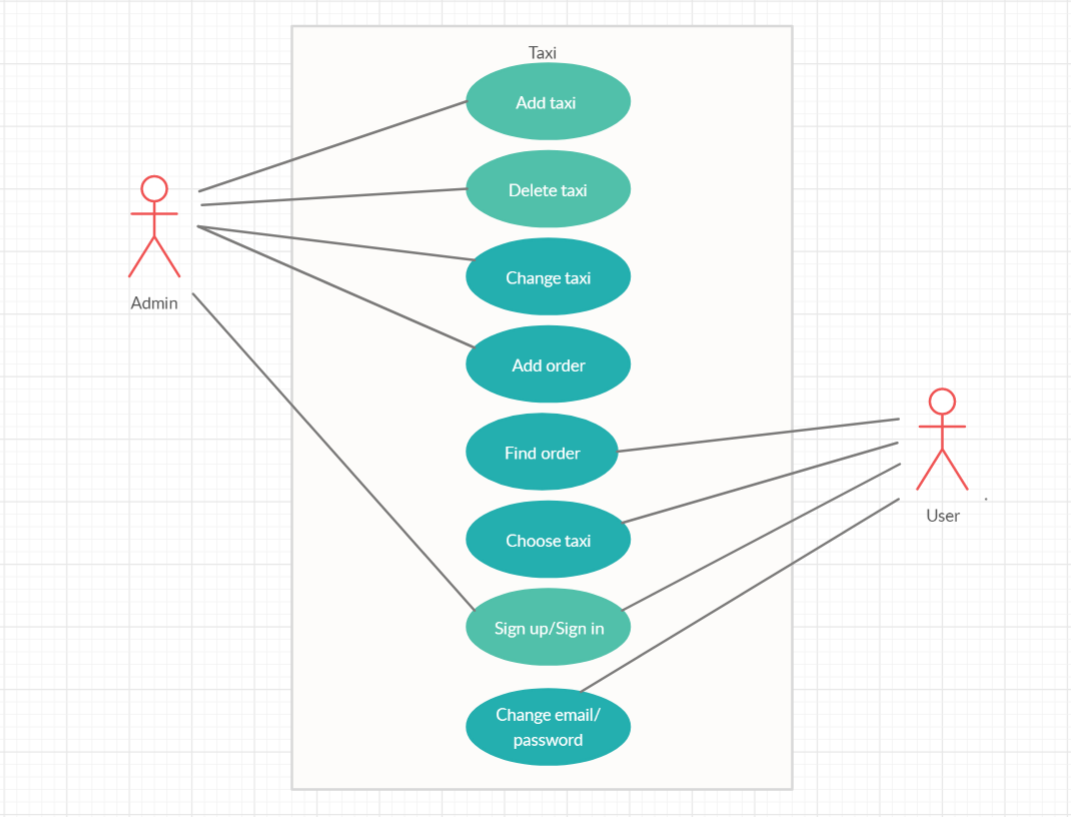 Taxi
Add taxi
Delete taxi
Change taxi
Admin
Add order
Find order
Choose taxi
User
Sign up/Sign in
Change email/
password